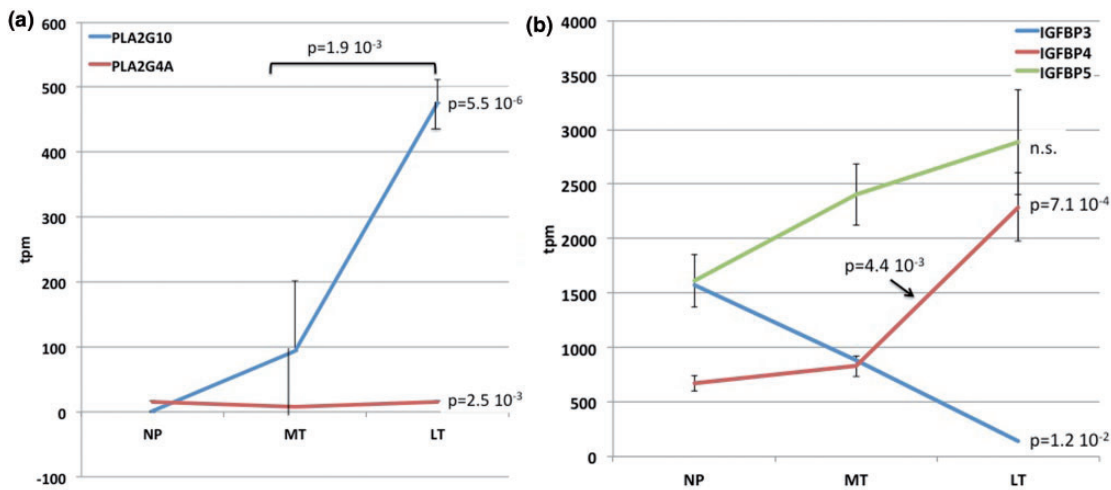 (a)
600
500
400
300
200
100
0
-100
tpm
PLA2G10
PLA2G4A
p=1.9 10⁻³
p=5.5 10⁻⁶
p=2.5 10⁻³
NP MT LT
(b)
4000
3500
3000
2500
2000
1500
1000
500
0
tpm
IGFBP3
IGFBP4
IGFBP5
n.s.
p=7.1 10⁻⁴
p=4.4 10⁻³
p=1.2 10⁻²
NP MT LT